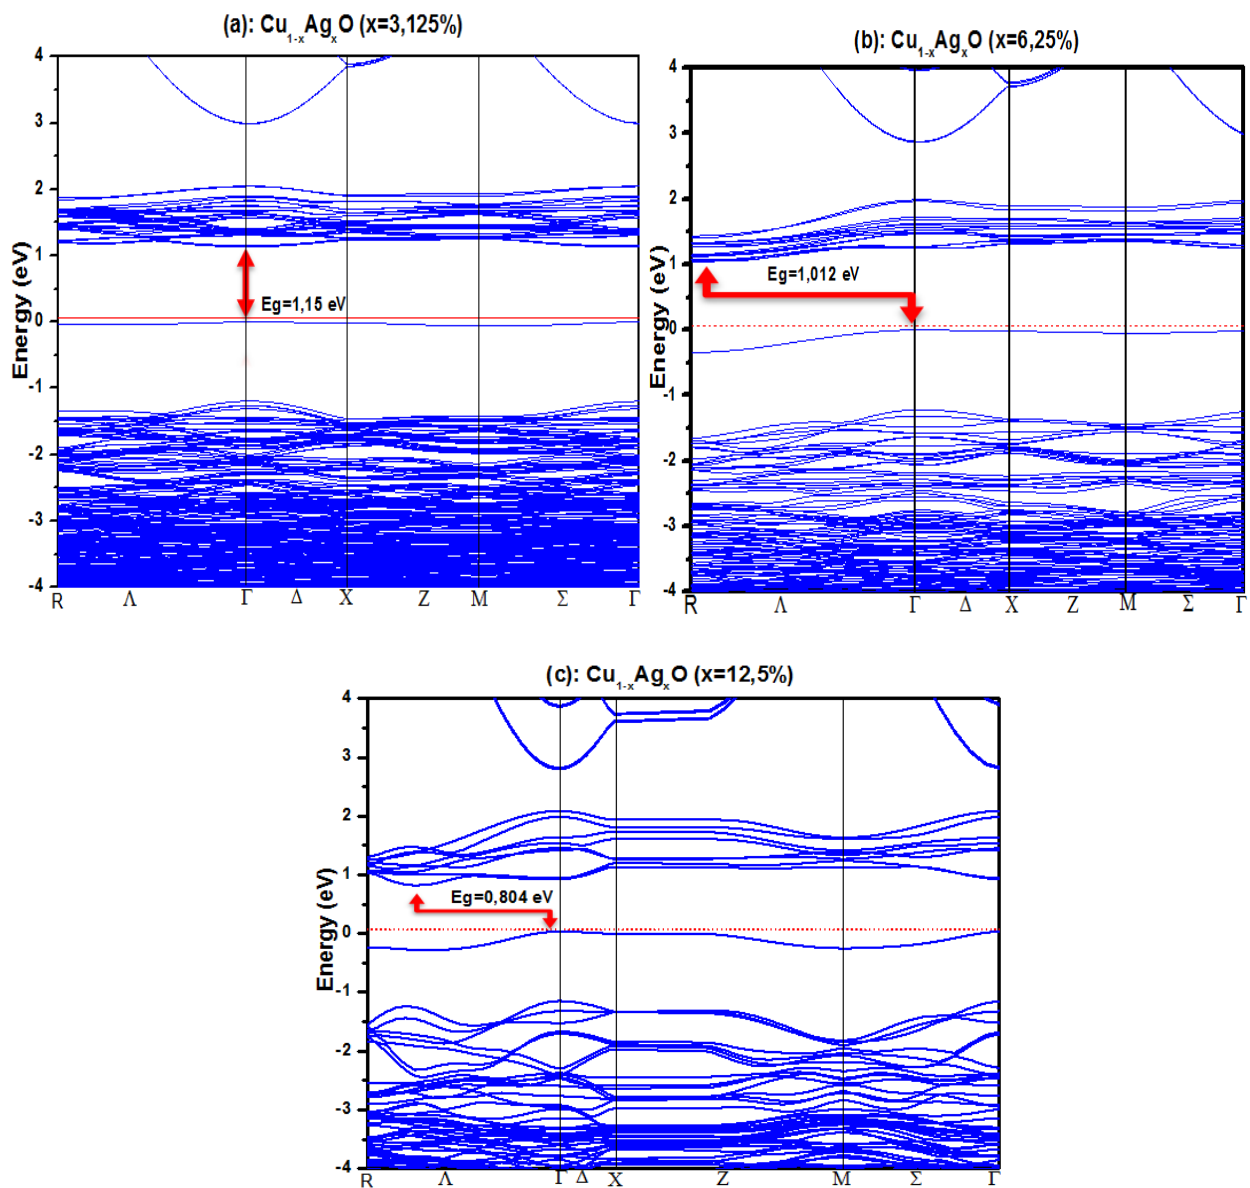 (a): Cu1-xAgxO (x=3,125%)
Energy (eV)
4
3
2
1
0
-1
-2
-3
-4
Eg=1,15 eV
R Λ Γ Δ X Z M Σ Γ
(b): Cu1-xAgxO (x=6,25%)
Energy (eV)
4
3
2
1
0
-1
-2
-3
-4
Eg=1,012 eV
R Λ Γ Δ X Z M Σ Γ
(c): Cu1-xAgxO (x=12,5%)
Energy (eV)
4
3
2
1
0
-1
-2
-3
-4
Eg=0,804 eV
R Λ Γ Δ X Z M Σ Γ